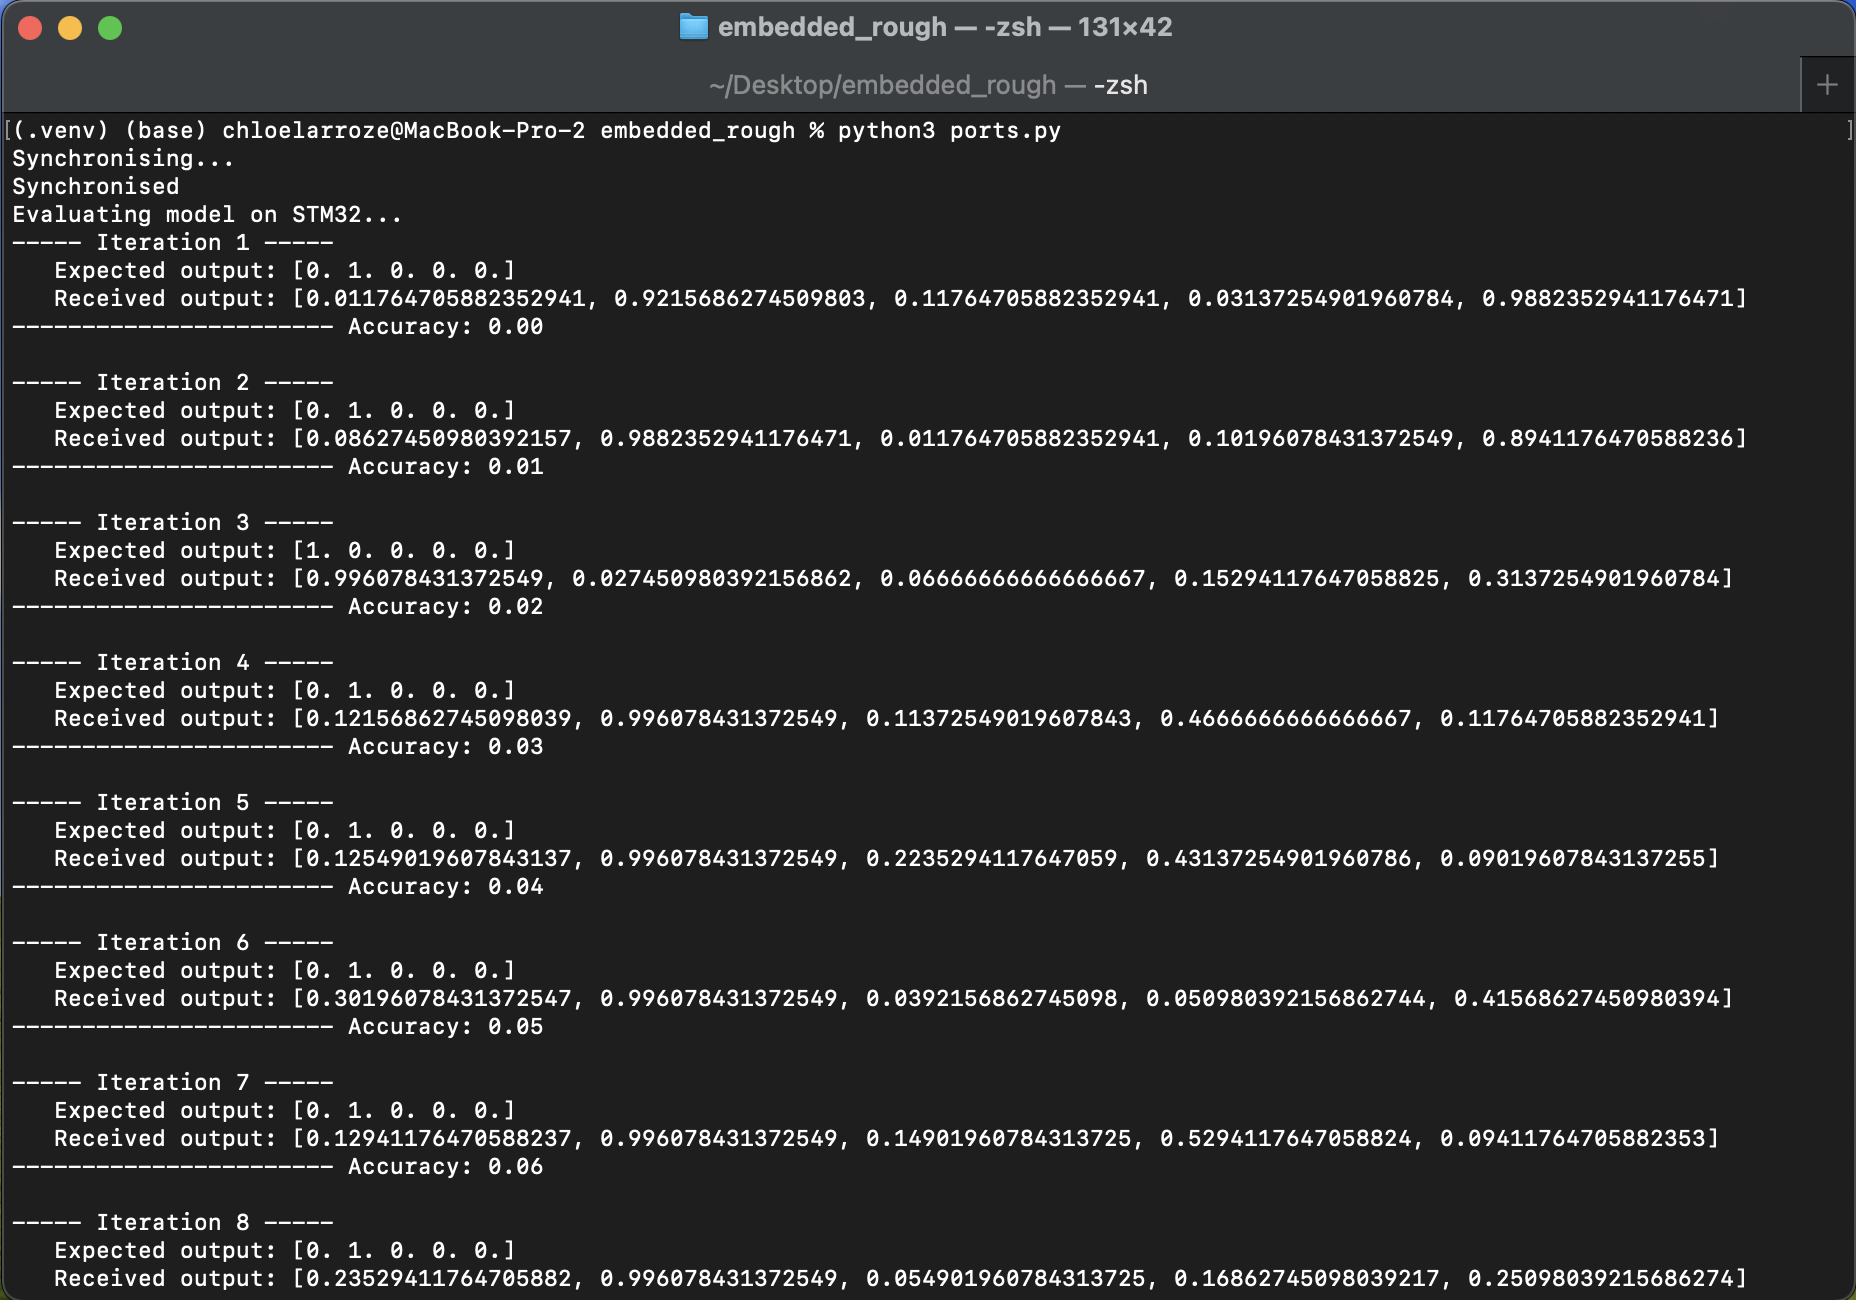 embedded_rough — -zsh — 131×42
~/Desktop/embedded_rough — -zsh
[(.venv) (base) chloelarroze@MacBook-Pro-2 embedded_rough % python3 ports.py ]
Synchronising...
Synchronised
Evaluating model on STM32...
----- Iteration 1 -----
   Expected output: [0. 1. 0. 0. 0.]
   Received output: [0.011764705882352941, 0.9215686274509803, 0.11764705882352941, 0.03137254901960784, 0.9882352941176471]
----------------------- Accuracy: 0.00
----- Iteration 2 -----
   Expected output: [0. 1. 0. 0. 0.]
   Received output: [0.08627450980392157, 0.9882352941176471, 0.011764705882352941, 0.10196078431372549, 0.8941176470588236]
----------------------- Accuracy: 0.01
----- Iteration 3 -----
   Expected output: [1. 0. 0. 0. 0.]
   Received output: [0.996078431372549, 0.027450980392156862, 0.06666666666666667, 0.15294117647058825, 0.3137254901960784]
----------------------- Accuracy: 0.02
----- Iteration 4 -----
   Expected output: [0. 1. 0. 0. 0.]
   Received output: [0.12156862745098039, 0.996078431372549, 0.11372549019607843, 0.4666666666666667, 0.11764705882352941]
----------------------- Accuracy: 0.03
----- Iteration 5 -----
   Expected output: [0. 1. 0. 0. 0.]
   Received output: [0.12549019607843137, 0.996078431372549, 0.2235294117647059, 0.43137254901960786, 0.09019607843137255]
----------------------- Accuracy: 0.04
----- Iteration 6 -----
   Expected output: [0. 1. 0. 0. 0.]
   Received output: [0.30196078431372547, 0.996078431372549, 0.0392156862745098, 0.050980392156862744, 0.41568627450980394]
----------------------- Accuracy: 0.05
----- Iteration 7 -----
   Expected output: [0. 1. 0. 0. 0.]
   Received output: [0.12941176470588237, 0.996078431372549, 0.14901960784313725, 0.5294117647058824, 0.09411764705882353]
----------------------- Accuracy: 0.06
----- Iteration 8 -----
   Expected output: [0. 1. 0. 0. 0.]
   Received output: [0.23529411764705882, 0.996078431372549, 0.054901960784313725, 0.16862745098039217, 0.25098039215686274]